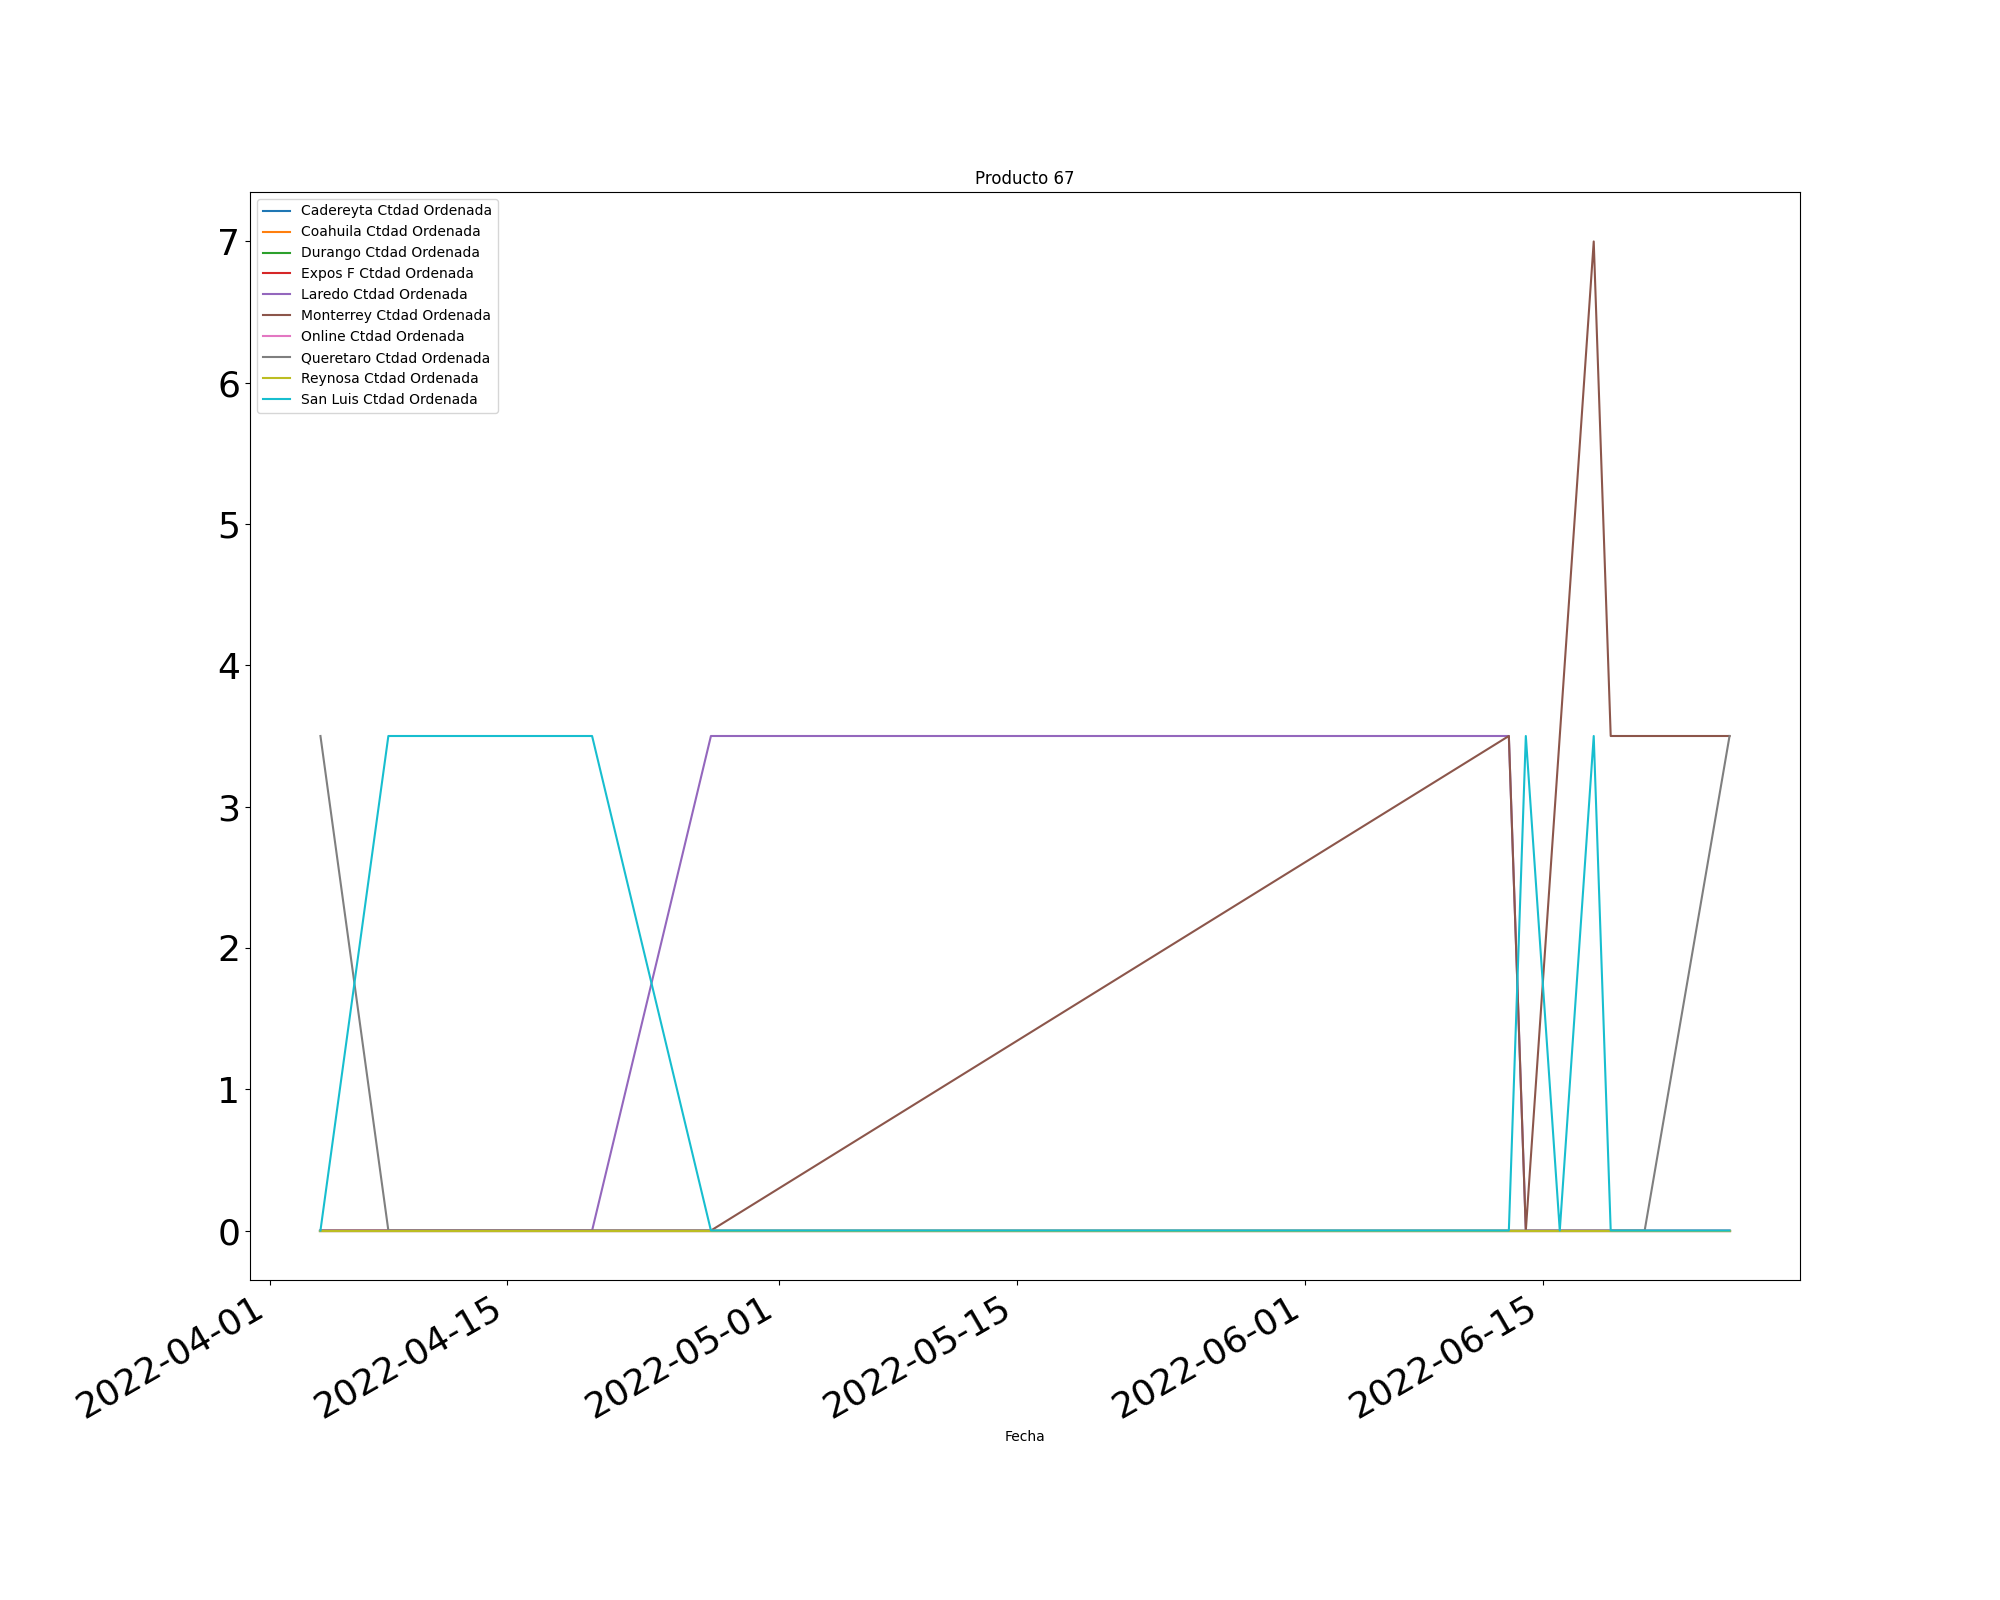 Producto 67
Cadereyta Ctdad Ordenada
Coahuila Ctdad Ordenada
Durango Ctdad Ordenada
Expos F Ctdad Ordenada
Laredo Ctdad Ordenada
Monterrey Ctdad Ordenada
Online Ctdad Ordenada
Queretaro Ctdad Ordenada
Reynosa Ctdad Ordenada
San Luis Ctdad Ordenada
7
6
5
4
3
2
1
0
2022-04-01
2022-04-15
2022-05-01
2022-05-15
2022-06-01
2022-06-15
Fecha